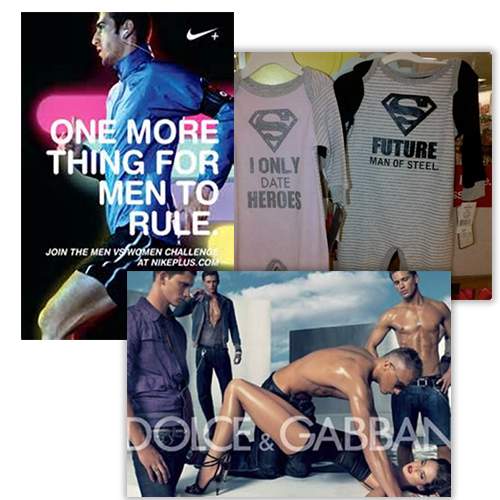 +
ONE MORE
THING FOR
MEN TO
RULE.
JOIN THE MEN VS WOMEN CHALLENGE
AT NIKEPLUS.COM
S
I ONLY
DATE
HEROES
S
FUTURE
MAN OF STEEL.
DOLCE & GABBAN